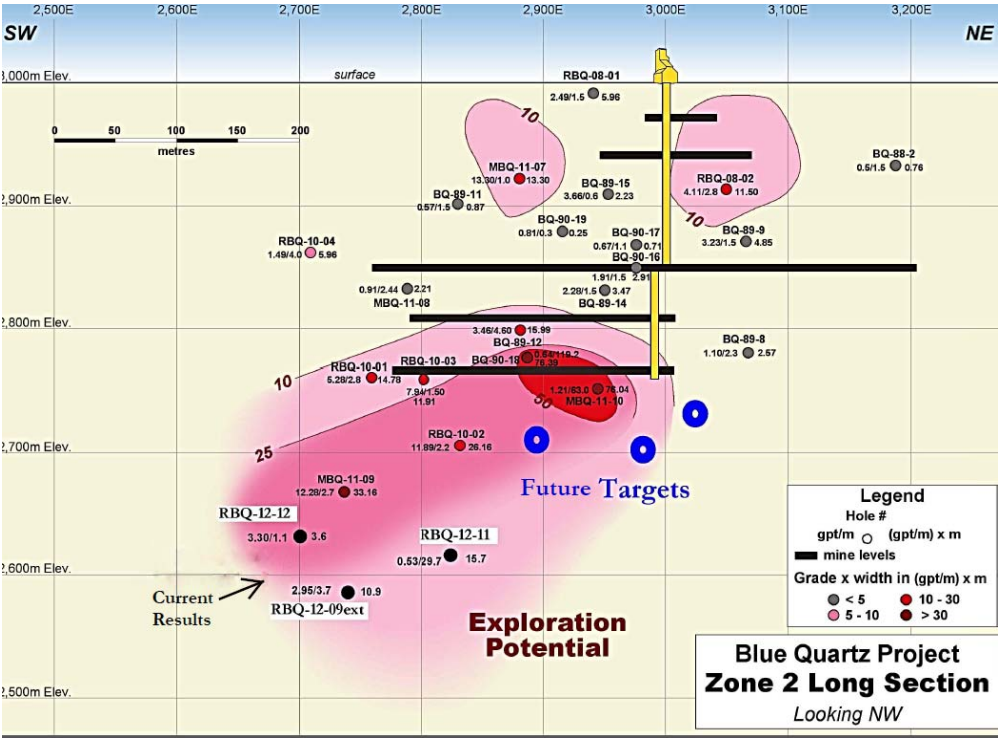 2,500E 2,600E 2,700E 2,800E 2,900E 3,000E 3,100E 3,200E
SW
NE
3,000m Elev.
surface
RBQ-08-01
2.49/1.5 5.96
0 50 100 150 200
metres
10
MBQ-11-07
13.30/1.0 13.30
BQ-89-11
0.57/1.5 0.87
BQ-89-15
3.66/0.6 2.23
RBQ-08-02
4.11/2.8 11.50
10
BQ-88-2
0.5/1.5 0.76
2,900m Elev.
BQ-90-19
0.81/0.3 0.25
BQ-90-17
0.67/1.1 0.71
BQ-89-9
3.23/1.5 4.85
RBQ-10-04
1.49/4.0 5.96
BQ-90-16
1.91/1.5 2.91
0.91/2.44 2.21
MBQ-11-08
2.28/1.5 3.47
BQ-89-14
2,800m Elev.
3.46/4.60 15.99
BQ-89-12
BQ-90-18 0.64/119.2
76.39
BQ-89-8
1.10/2.3 2.57
RBQ-10-01
5.28/2.8 14.78
RBQ-10-03
7.94/1.50
11.91
10
1.21/63.0 76.04
MBQ-11-10
50
25
2,700m Elev.
RBQ-10-02
11.89/2.2 26.16
Future Targets
MBQ-11-09
12.28/2.7 33.16
RBQ-12-12
3.30/1.1 3.6
RBQ-12-11
0.53/29.7 15.7
2,600m Elev.
2.95/3.7 10.9
RBQ-12-09ext
Current
Results
Exploration
Potential
2,500m Elev.
Legend
Hole #
gpt/m (gpt/m) x m
mine levels
Grade x width in (gpt/m) x m
< 5 10 - 30
5 - 10 > 30
Blue Quartz Project
Zone 2 Long Section
Looking NW